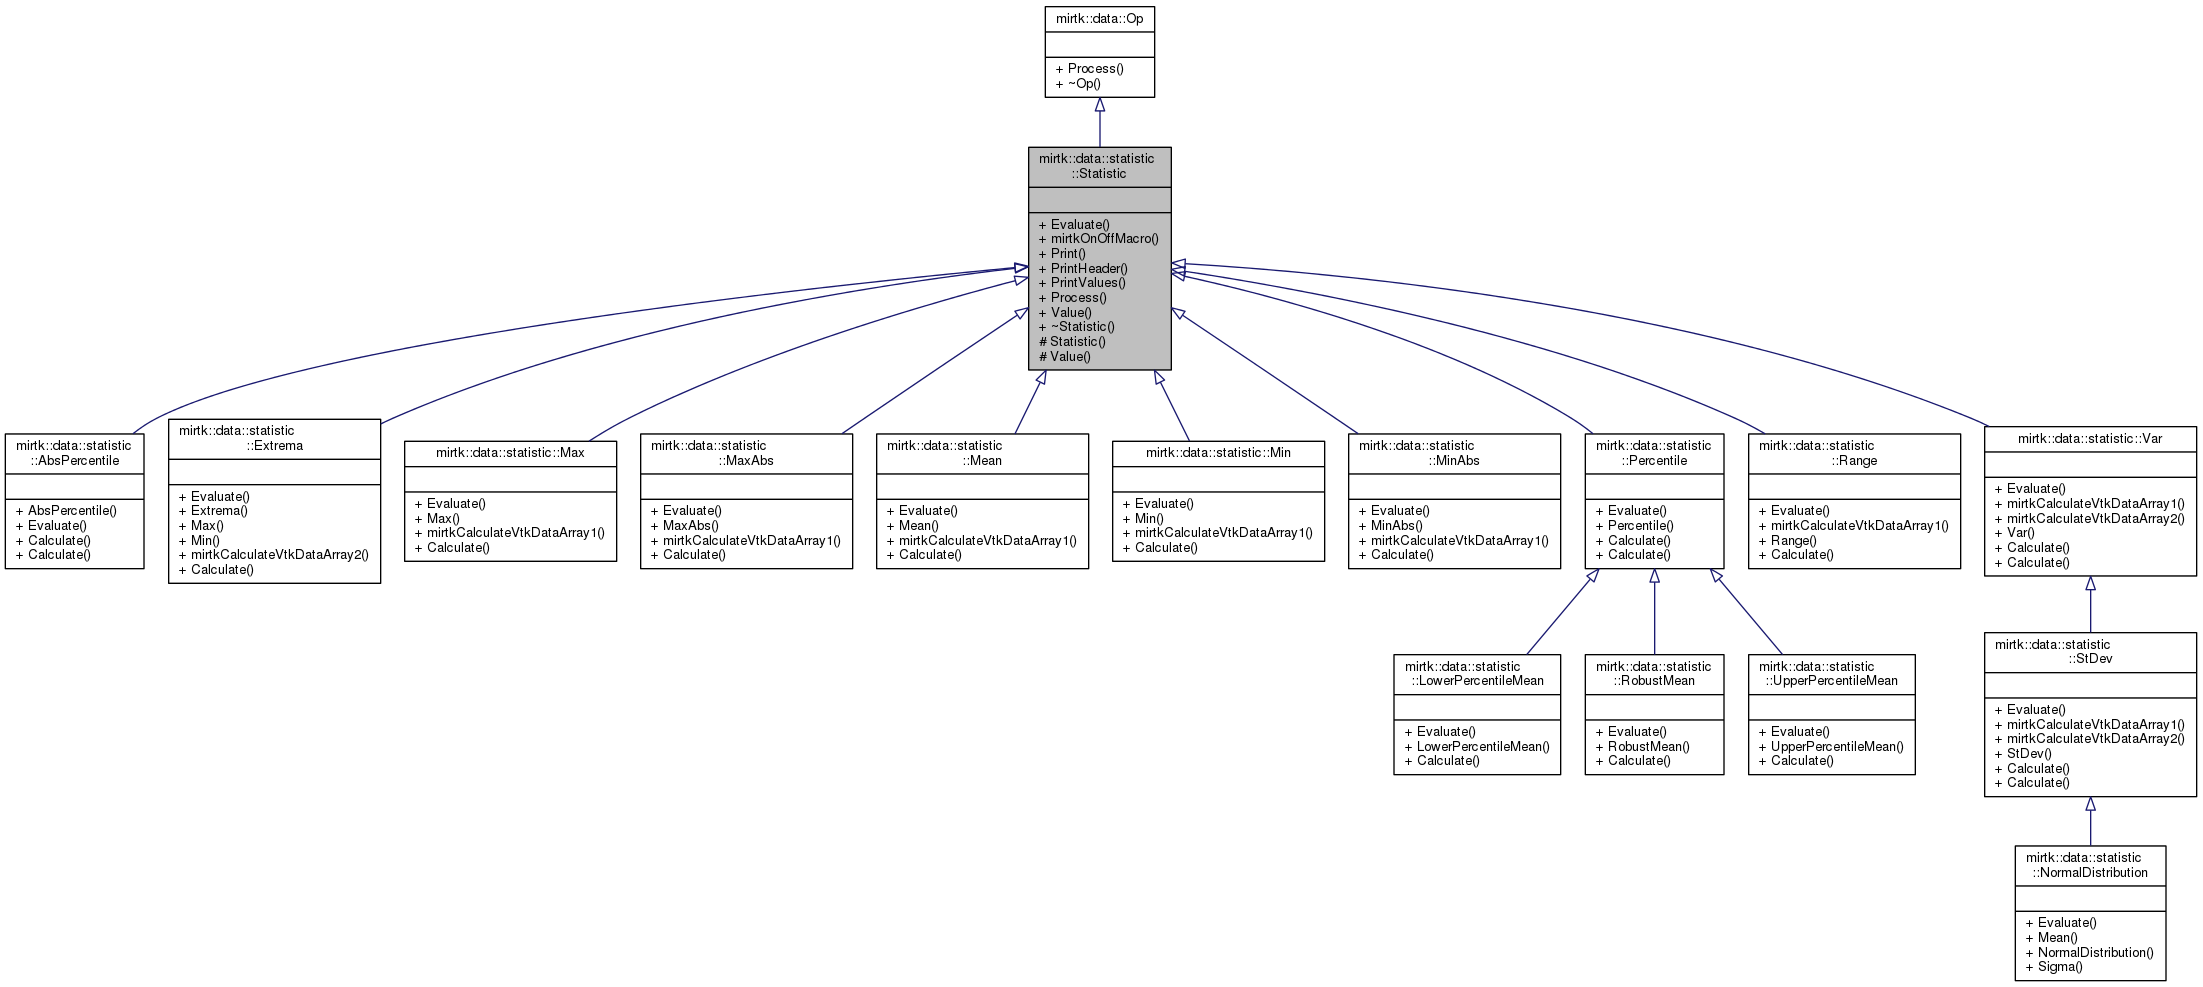 mirtk::data::Op
+ Process()
+ ~Op()
mirtk::data::statistic
::Statistic
+ Evaluate()
+ mirtkOnOffMacro()
+ Print()
+ PrintHeader()
+ PrintValues()
+ Process()
+ Value()
+ ~Statistic()
# Statistic()
# Value()
mirtk::data::statistic
::AbsPercentile
+ AbsPercentile()
+ Evaluate()
+ Calculate()
+ Calculate()
mirtk::data::statistic
::Extrema
+ Evaluate()
+ Extrema()
+ Max()
+ Min()
+ mirtkCalculateVtkDataArray2()
+ Calculate()
mirtk::data::statistic::Max
+ Evaluate()
+ Max()
+ mirtkCalculateVtkDataArray1()
+ Calculate()
mirtk::data::statistic
::MaxAbs
+ Evaluate()
+ MaxAbs()
+ mirtkCalculateVtkDataArray1()
+ Calculate()
mirtk::data::statistic
::Mean
+ Evaluate()
+ Mean()
+ mirtkCalculateVtkDataArray1()
+ Calculate()
mirtk::data::statistic::Min
+ Evaluate()
+ Min()
+ mirtkCalculateVtkDataArray1()
+ Calculate()
mirtk::data::statistic
::MinAbs
+ Evaluate()
+ MinAbs()
+ mirtkCalculateVtkDataArray1()
+ Calculate()
mirtk::data::statistic
::Percentile
+ Evaluate()
+ Percentile()
+ Calculate()
+ Calculate()
mirtk::data::statistic
::Range
+ Evaluate()
+ mirtkCalculateVtkDataArray1()
+ Range()
+ Calculate()
mirtk::data::statistic::Var
+ Evaluate()
+ mirtkCalculateVtkDataArray1()
+ mirtkCalculateVtkDataArray2()
+ Var()
+ Calculate()
+ Calculate()
mirtk::data::statistic
::LowerPercentileMean
+ Evaluate()
+ LowerPercentileMean()
+ Calculate()
mirtk::data::statistic
::RobustMean
+ Evaluate()
+ RobustMean()
+ Calculate()
mirtk::data::statistic
::UpperPercentileMean
+ Evaluate()
+ UpperPercentileMean()
+ Calculate()
mirtk::data::statistic
::StDev
+ Evaluate()
+ mirtkCalculateVtkDataArray1()
+ mirtkCalculateVtkDataArray2()
+ StDev()
+ Calculate()
+ Calculate()
mirtk::data::statistic
::NormalDistribution
+ Evaluate()
+ Mean()
+ NormalDistribution()
+ Sigma()